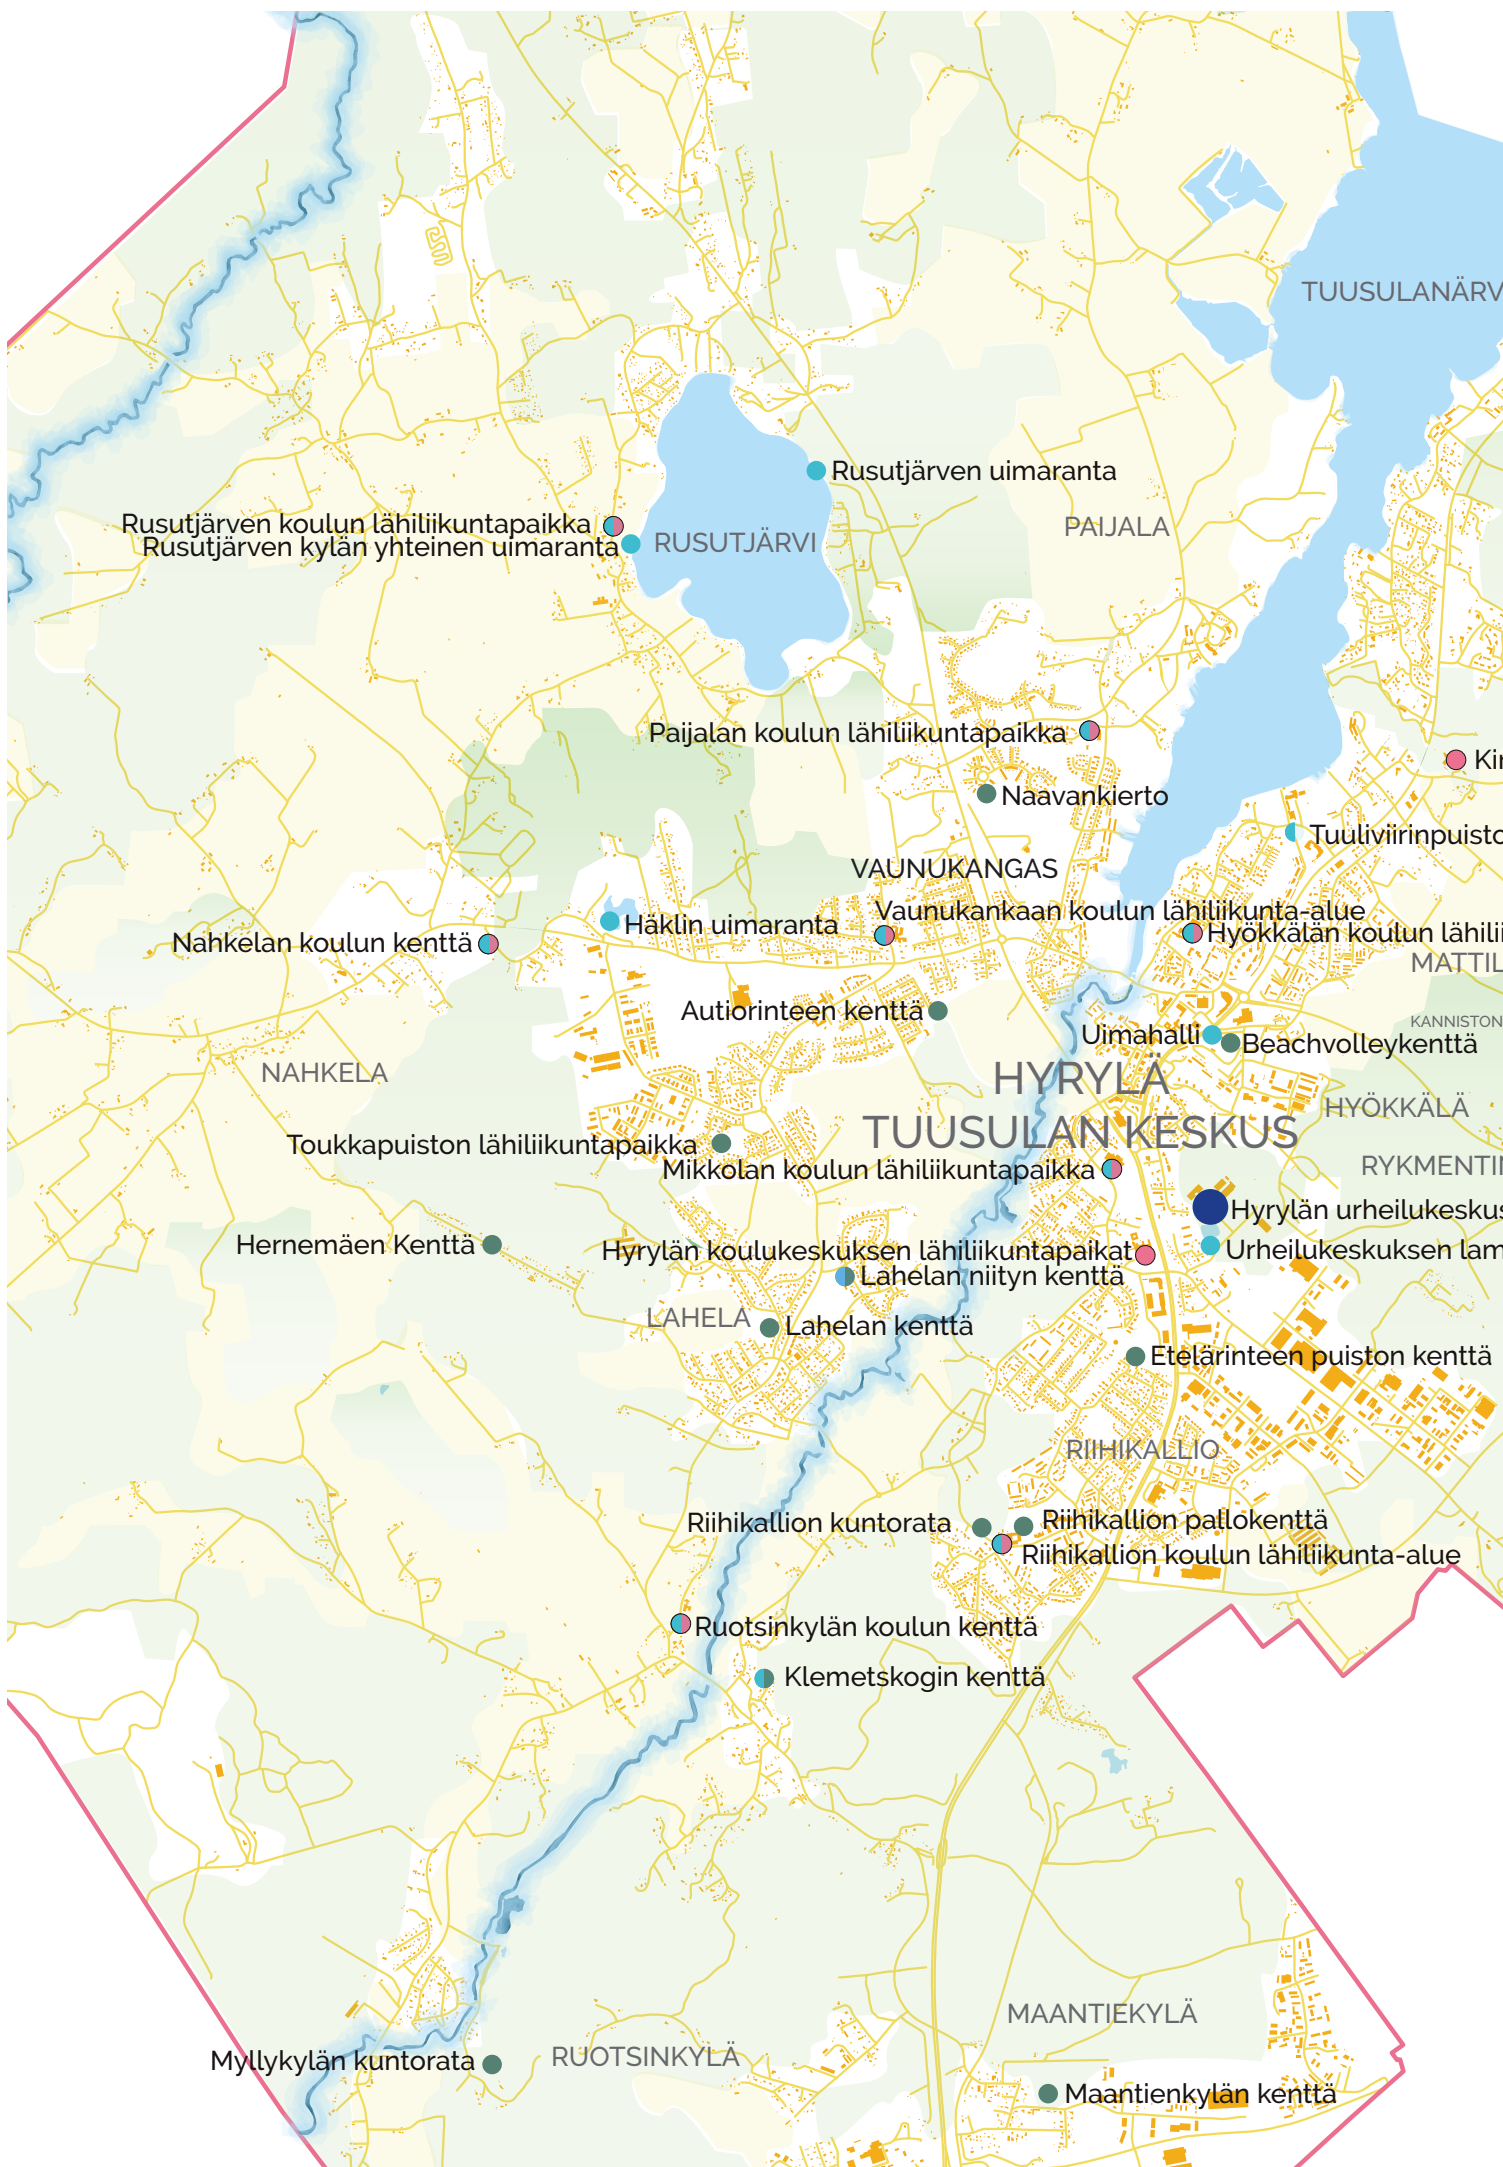 TUUSULANÄRV
Rusutjärven uimaranta
Rusutjärven koulun lähiliikuntapaikka
PAIJALA
Rusutjärven kylän yhteinen uimaranta
RUSUTJÄRVI
Paijalan koulun lähiliikuntapaikka
Kir
Naavankierto
Tuuliviirinpuisto
VAUNUKANGAS
Vaunukankaan koulun lähiliikunta-alue
Häklin uimaranta
Hyökkälän koulun lähilii
Nahkelan koulun kenttä
MATTIL
Autiorinteen kenttä
KANNISTON
Uimahalli
Beachvolleykenttä
NAHKELA
HYRYLÄ
TUUSULAN KESKUS
HYÖKKÄLÄ
Toukkapuiston lähiliikuntapaikka
Mikkolan koulun lähiliikuntapaikka
RYKMENTIN
Hyrylän urheilukeskus
Hernemäen Kenttä
Hyrylän koulukeskuksen lähiliikuntapaikat
Urheilukeskuksen lam
Lahelan niityn kenttä
LAHELA
Lahelan kenttä
Etelärinteen puiston kenttä
RIIHIKALLIO
Riihikallion kuntorata
Riihikallion pallokenttä
Riihikallion koulun lähiliikunta-alue
Ruotsinkylän koulun kenttä
Klemetskogin kenttä
MAANTIEKYLÄ
Myllykylän kuntorata
RUOTSINKYLÄ
Maantienkylän kenttä